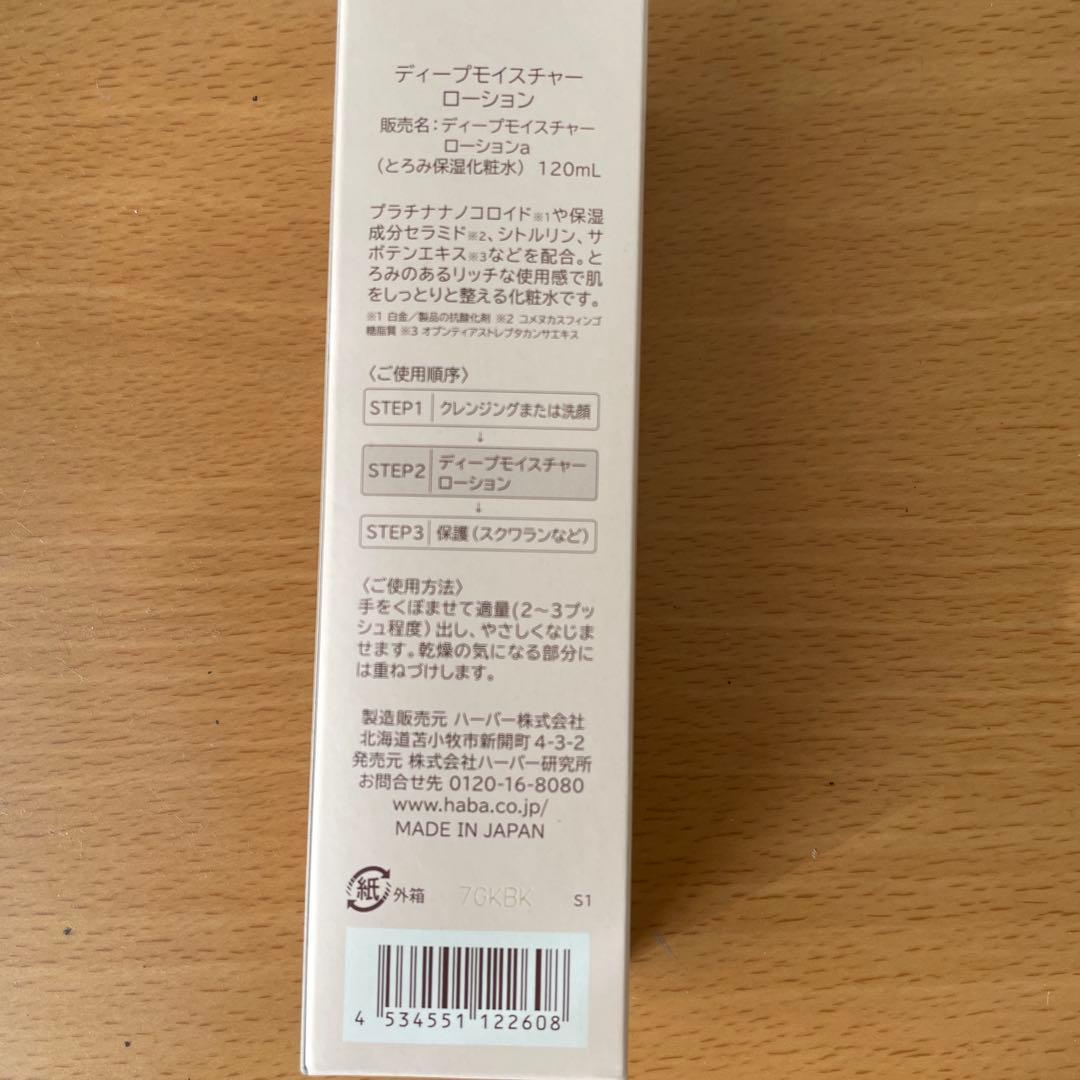 ディープモイスチャー
ローション
販売名：ディープモイスチャー
ローションa
（とろみ保湿化粧水） 120mL
プラチナナノコロイド※1や保湿
成分セラミド※2、シトルリン、サ
ボテンエキス※3などを配合。と
ろみのあるリッチな使用感で肌
をしっとりと整える化粧水です。
※1 白金／製品の抗酸化剤 ※2 コメヌカスフィンゴ
糖脂質 ※3 オプンティアストレプタカンサエキス
〈ご使用順序〉
STEP1 クレンジングまたは洗顔
↓
STEP2 ディープモイスチャー
ローション
↓
STEP3 保護（スクワランなど）
〈ご使用方法〉
手をくぼませて適量（2～3プッ
シュ程度）出し、やさしくなじま
せます。乾燥の気になる部分に
は重ねづけします。
製造販売元 ハーバー株式会社
北海道苫小牧市新開町4-3-2
発売元 株式会社ハーバー研究所
お問合せ先 0120-16-8080
www.haba.co.jp/
MADE IN JAPAN
紙 外箱 7GKBK S1
4 534551 122608